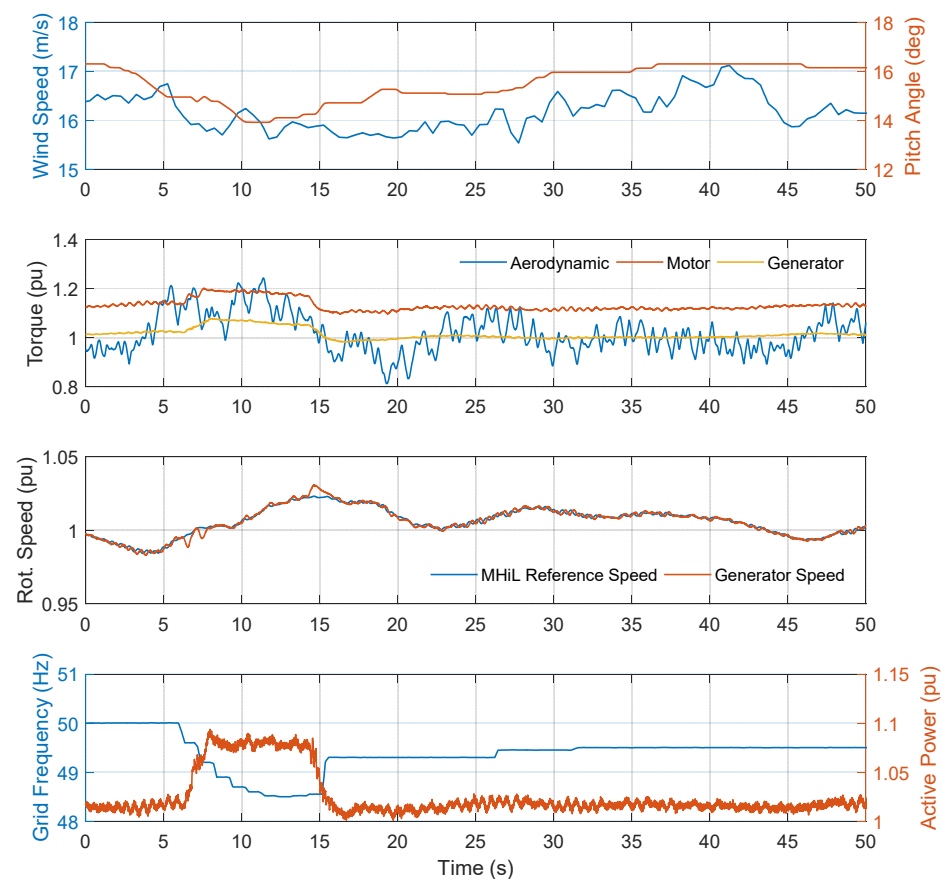 Wind Speed (m/s)
18
17
16
15
Pitch Angle (deg)
18
16
14
12
0 5 10 15 20 25 30 35 40 45 50
Torque (pu)
1.4
1.2
1
0.8
Aerodynamic Motor Generator
0 5 10 15 20 25 30 35 40 45 50
Rot. Speed (pu)
1.05
1
0.95
MHiL Reference Speed Generator Speed
0 5 10 15 20 25 30 35 40 45 50
Grid Frequency (Hz)
51
50
49
48
Active Power (pu)
1.15
1.1
1.05
1
0 5 10 15 20 25 30 35 40 45 50
Time (s)